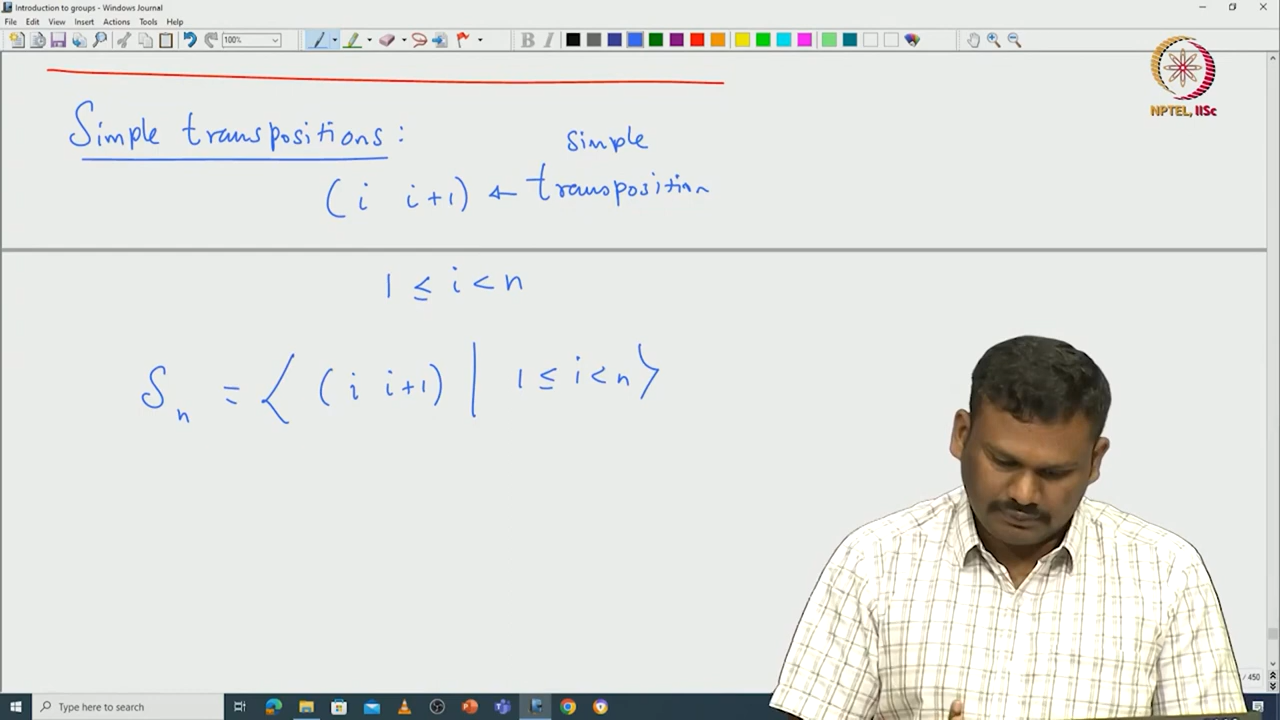 Introduction to groups - Windows Journal
File Edit View Insert Actions Tools Help
100%
B I
NPTEL, IISc
Simple transpositions :
simple
(i i+1) ← transposition
1 ≤ i < n
Sₙ = ⟨ (i i+1) | 1 ≤ i < n ⟩
/ 450
Type here to search